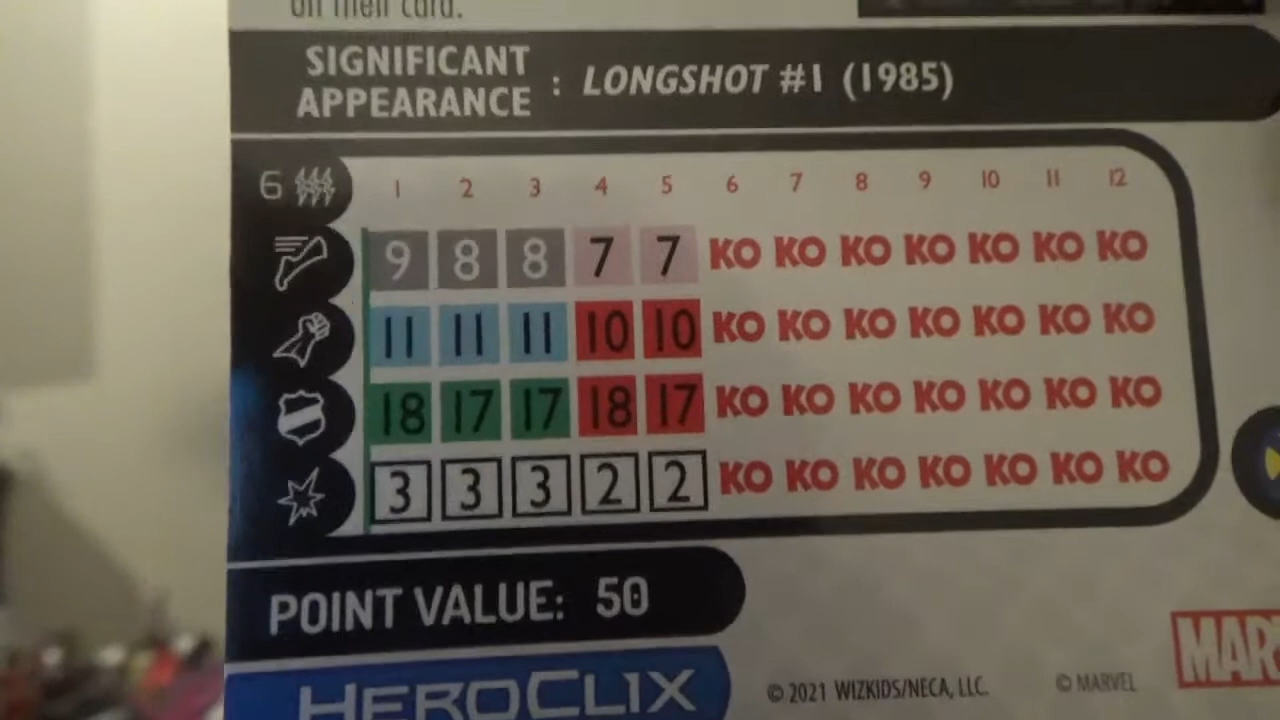 on their card.
SIGNIFICANT
APPEARANCE : LONGSHOT #1 (1985)
6 1 2 3 4 5 6 7 8 9 10 11 12
9 8 8 7 7 KO KO KO KO KO KO KO
11 11 11 10 10 KO KO KO KO KO KO KO
18 17 17 18 17 KO KO KO KO KO KO KO
3 3 3 2 2 KO KO KO KO KO KO KO
POINT VALUE: 50
HEROCLIX
© 2021 WIZKIDS/NECA, LLC. © MARVEL
MAR